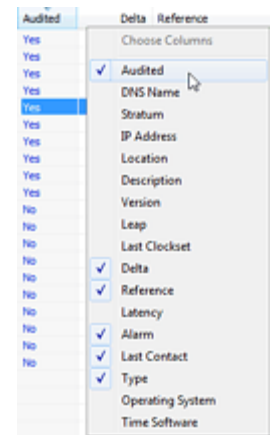 Audited Delta Reference
Yes
Yes
Yes
Yes
Yes
Yes
Yes
Yes
Yes
Yes
No
No
No
No
No
No
No
No
No
No
Choose Columns
Audited
DNS Name
Stratum
IP Address
Location
Description
Version
Leap
Last Clockset
Delta
Reference
Latency
Alarm
Last Contact
Type
Operating System
Time Software